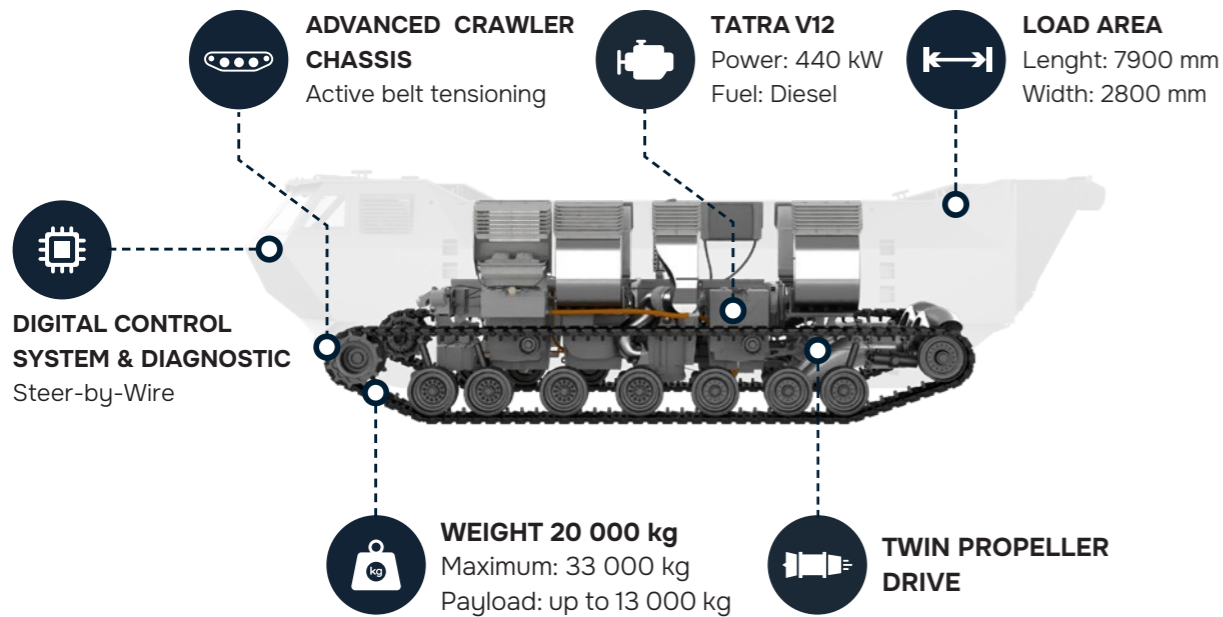 ADVANCED CRAWLER
CHASSIS
Active belt tensioning
TATRA V12
Power: 440 kW
Fuel: Diesel
LOAD AREA
Lenght: 7900 mm
Width: 2800 mm
DIGITAL CONTROL
SYSTEM & DIAGNOSTIC
Steer-by-Wire
WEIGHT 20 000 kg
Maximum: 33 000 kg
Payload: up to 13 000 kg
kg
TWIN PROPELLER
DRIVE